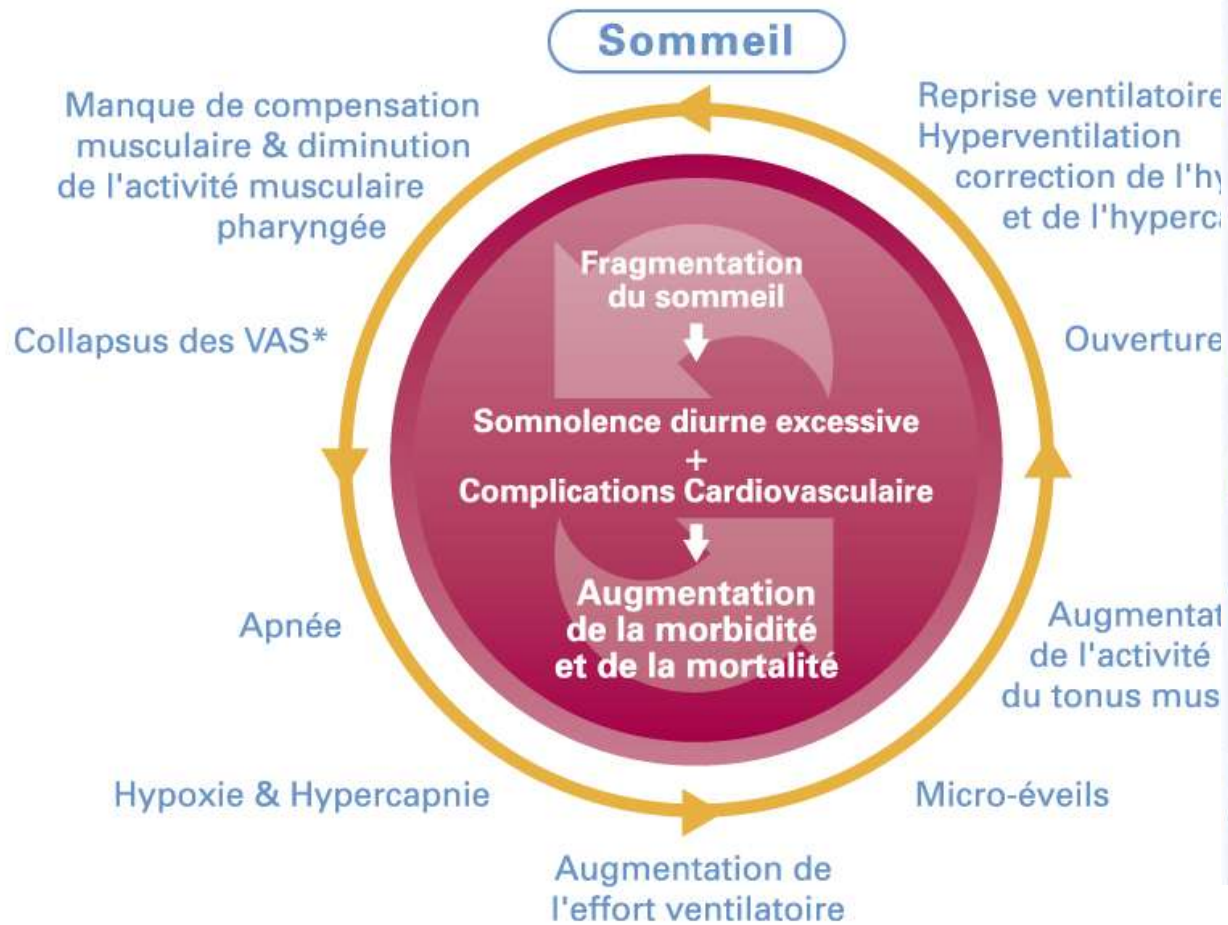 Sommeil
Manque de compensation
musculaire & diminution
de l'activité musculaire
pharyngée
Collapsus des VAS*
Apnée
Hypoxie & Hypercapnie
Augmentation de
l'effort ventilatoire
Micro-éveils
de l'activité
du tonus
Ouverture
Reprise ventilatoire
Hyperventilation
correction de
et de
Fragmentation
du sommeil
Somnolence diurne excessive
+
Complications Cardiovasculaire
Augmentation
de la morbidité
et de la mortalité